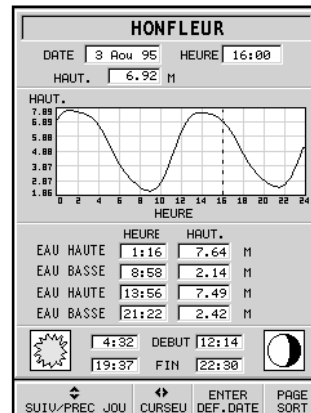 HONFLEUR
DATE 3 Aou 95 HEURE 16:00
HAUT. 6.92 M
HAUT.
7.89
6.89
5.88
4.88
3.87
2.87
1.86
0 2 4 6 8 10 12 14 16 18 20 22 24
HEURE
HEURE HAUT.
EAU HAUTE 1:16 7.64 M
EAU BASSE 8:58 2.14 M
EAU HAUTE 13:56 7.49 M
EAU BASSE 21:22 2.42 M
4:32 DEBUT 12:14
19:37 FIN 22:30
SUIV/PREC JOU CURSEU ENTER DEF.DATE PAGE SORT